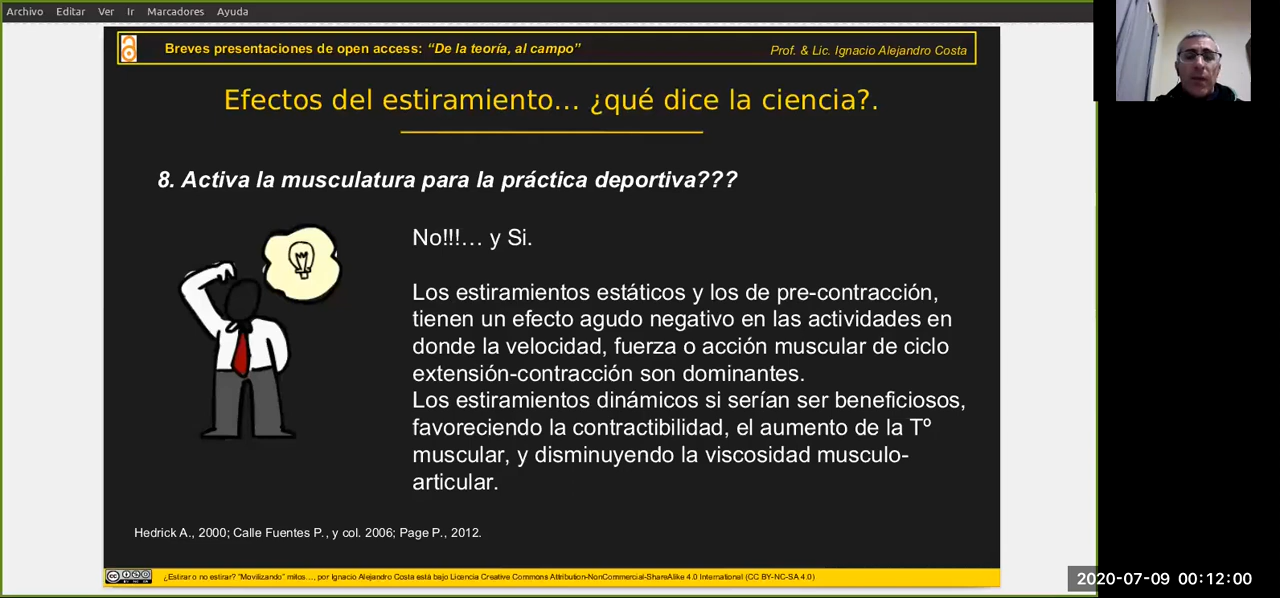 Archivo Editar Ver Ir Marcadores Ayuda
Breves presentaciones de open access: “De la teoría, al campo” Prof. & Lic. Ignacio Alejandro Costa
Efectos del estiramiento... ¿qué dice la ciencia?.
8. Activa la musculatura para la práctica deportiva???
No!!!... y Si.
Los estiramientos estáticos y los de pre-contracción,
tienen un efecto agudo negativo en las actividades en
donde la velocidad, fuerza o acción muscular de ciclo
extensión-contracción son dominantes.
Los estiramientos dinámicos si serían ser beneficiosos,
favoreciendo la contractibilidad, el aumento de la Tº
muscular, y disminuyendo la viscosidad musculo-
articular.
Hedrick A., 2000; Calle Fuentes P., y col. 2006; Page P., 2012.
¿Estirar o no estirar? "Movilizando" mitos..., por Ignacio Alejandro Costa está bajo Licencia Creative Commons Attribution-NonCommercial-ShareAlike 4.0 International (CC BY-NC-SA 4.0)
2020-07-09 00:12:00